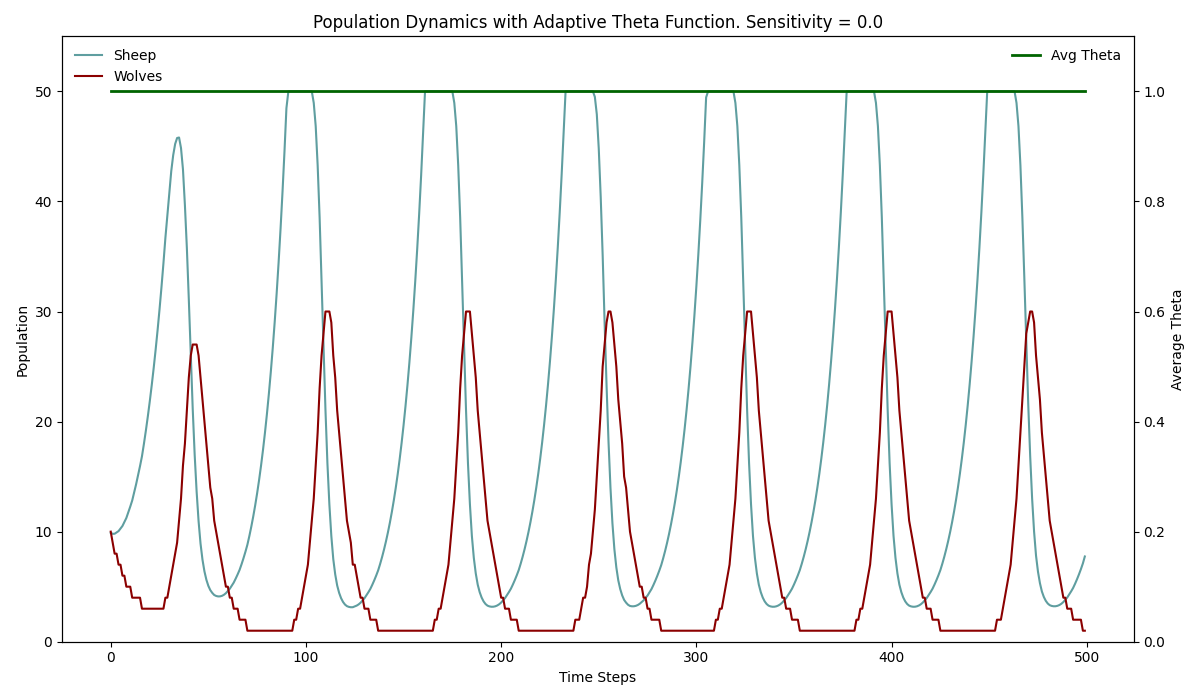 Population Dynamics with Adaptive Theta Function. Sensitivity = 0.0
Sheep
Wolves
Avg Theta
50
40
30
20
10
0
Population
1.0
0.8
0.6
0.4
0.2
0.0
Average Theta
0 100 200 300 400 500
Time Steps